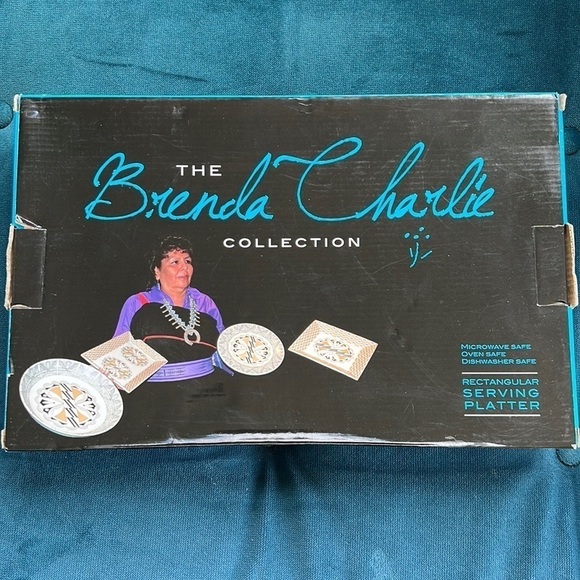 THE
Brenda Charlie
COLLECTION
MICROWAVE SAFE
OVEN SAFE
DISHWASHER SAFE
RECTANGULAR
SERVING
PLATTER